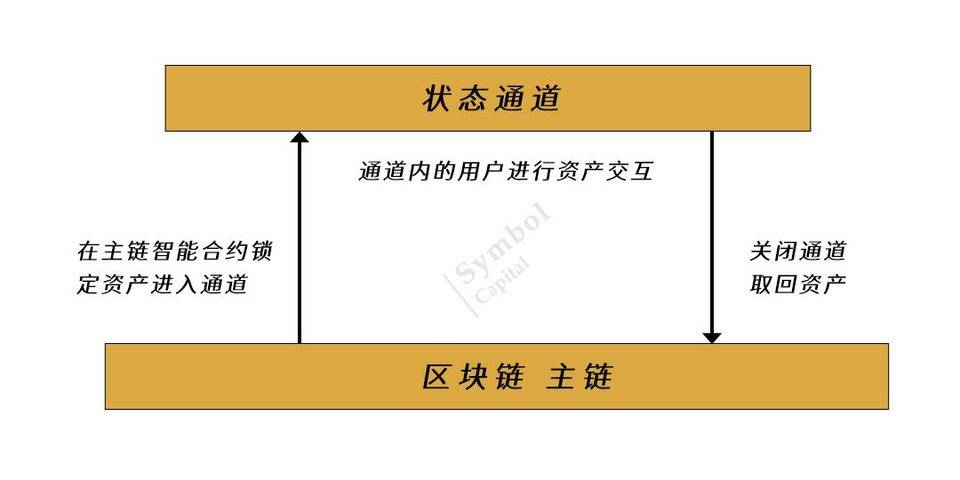 状态通道
通道内的用户进行资产交互
在主链智能合约锁
定资产进入通道
Symbol
Capital
关闭通道
取回资产
区块链 主链